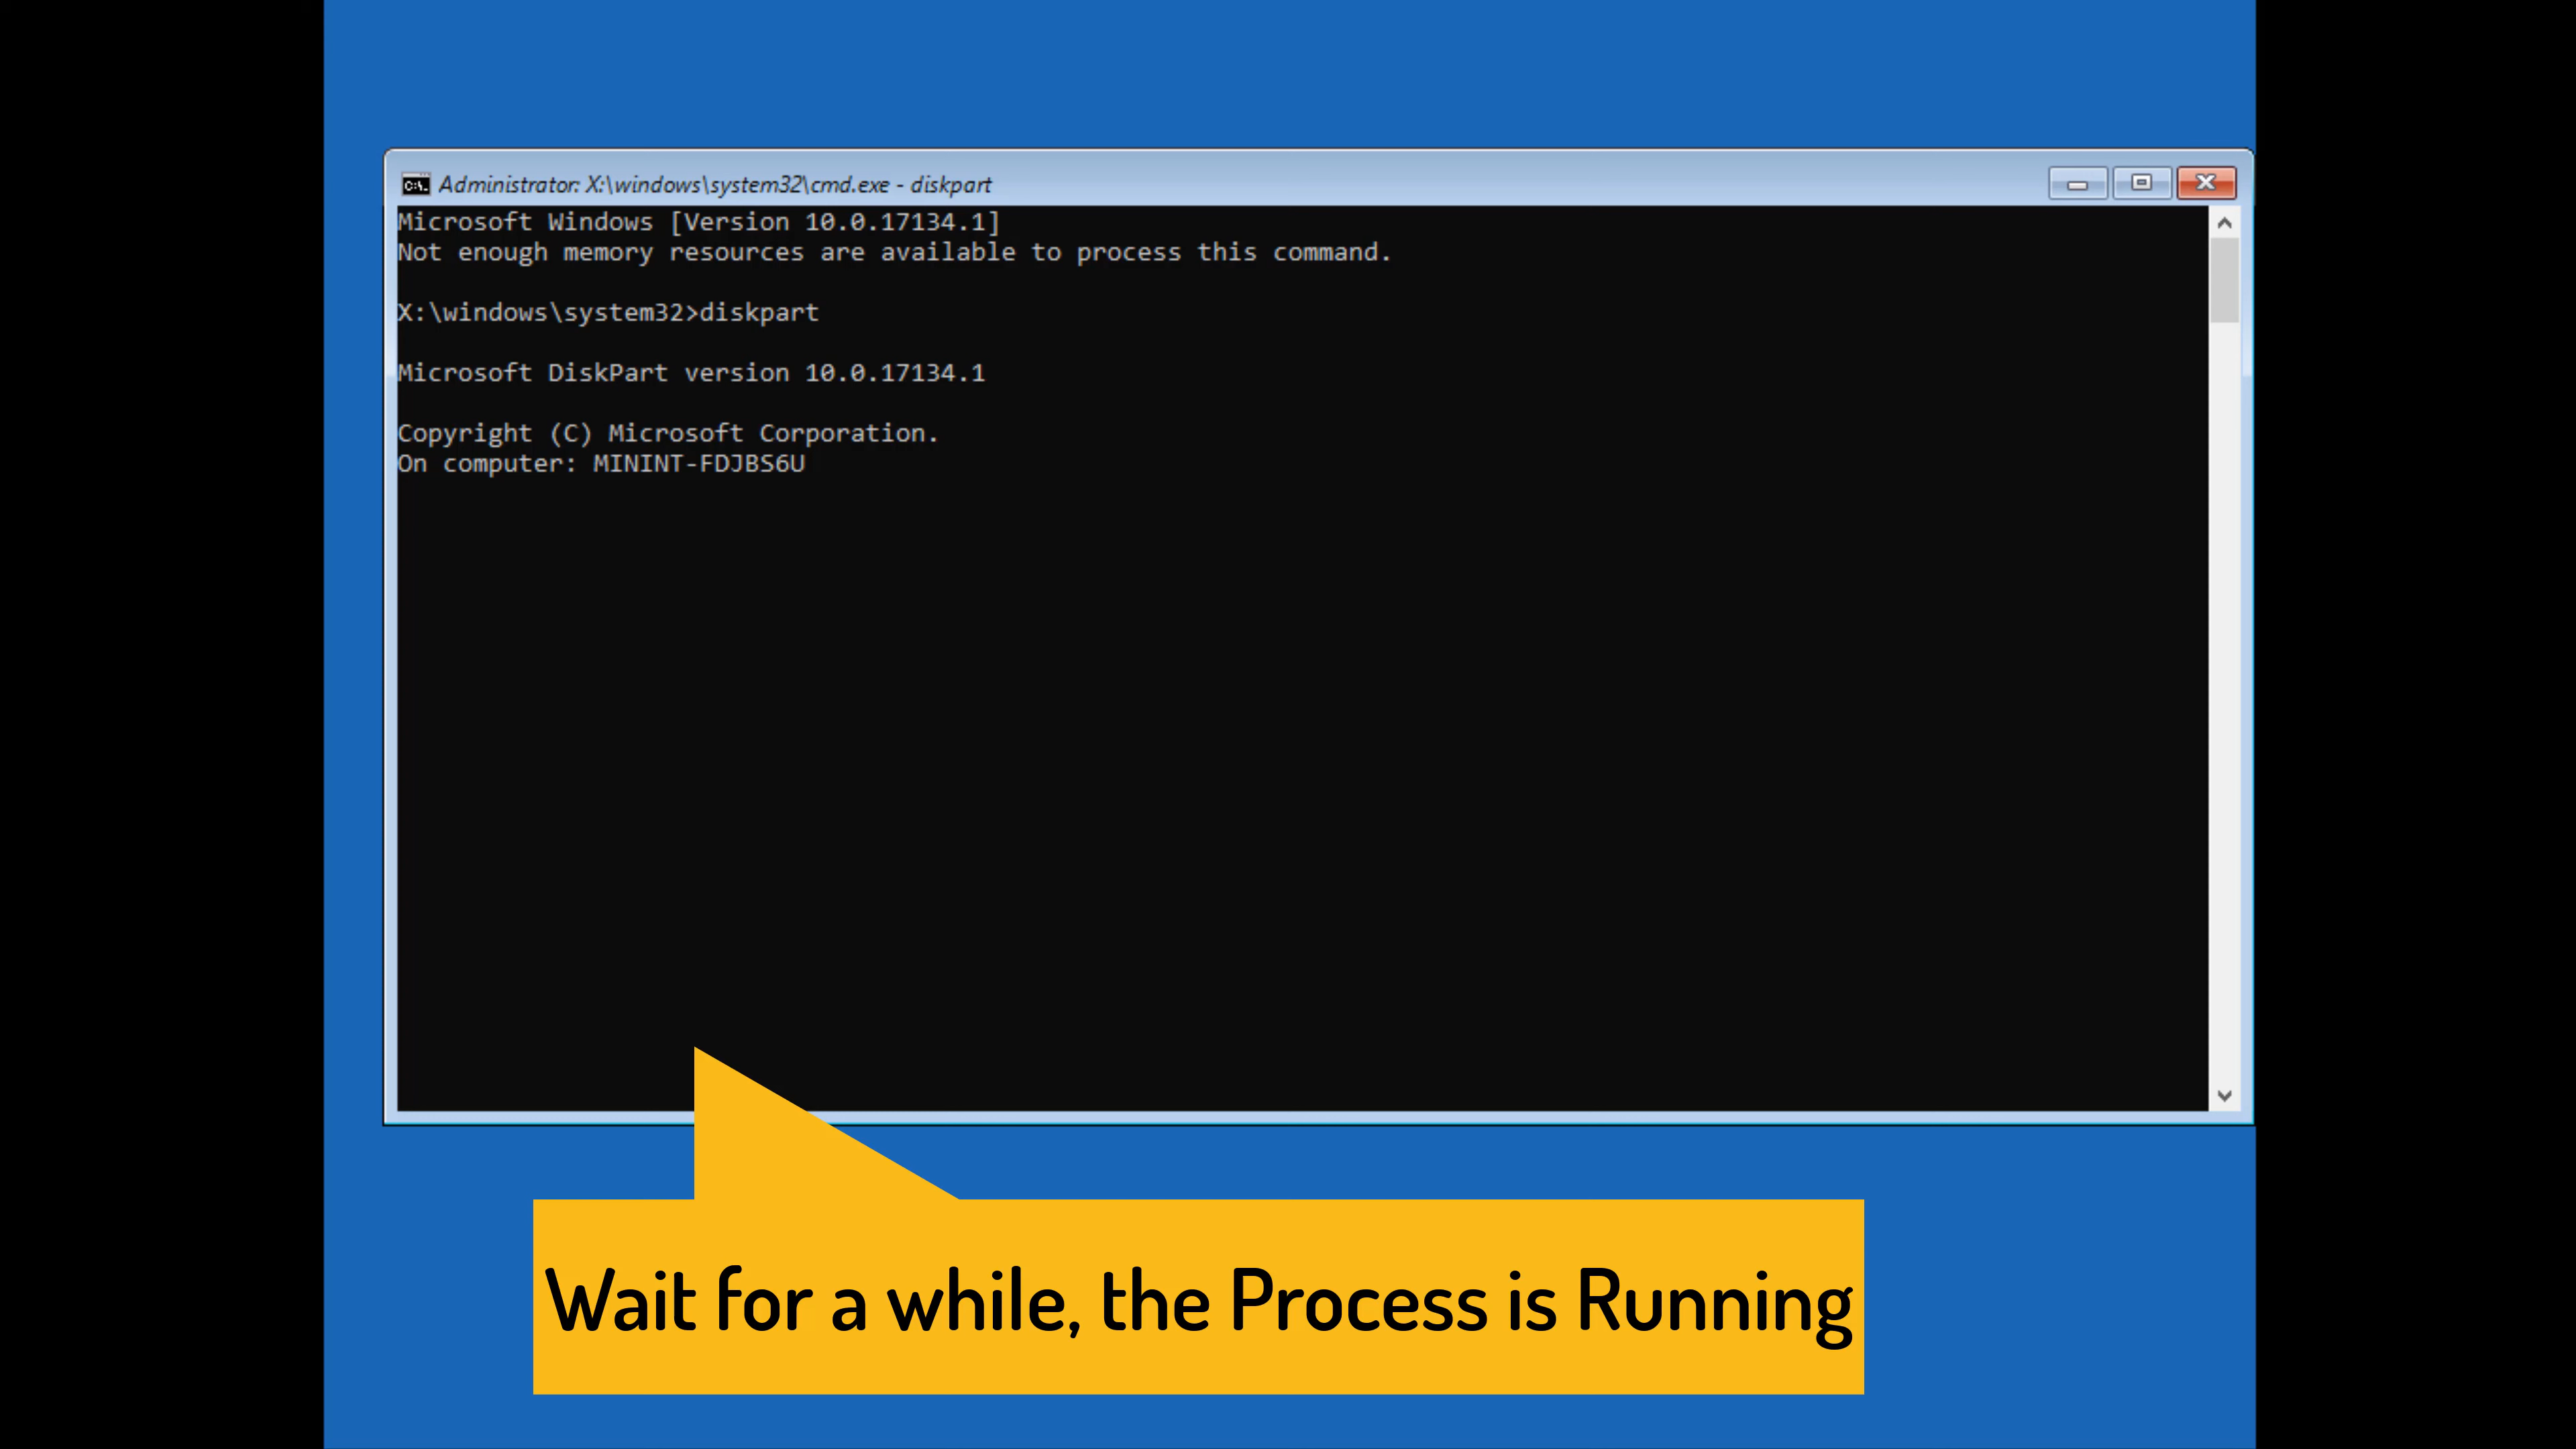 Administrator: X:\windows\system32\cmd.exe - diskpart
Microsoft Windows [Version 10.0.17134.1]
Not enough memory resources are available to process this command.
X:\windows\system32>diskpart
Microsoft DiskPart version 10.0.17134.1
Copyright (C) Microsoft Corporation.
On computer: MININT-FDJBS6U
Wait for a while, the Process is Running